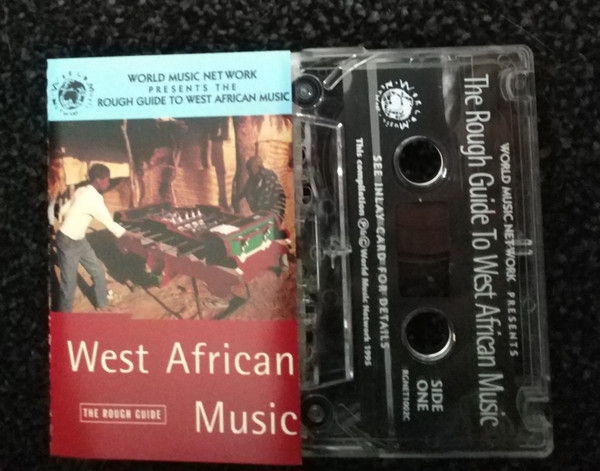 WORLD MUSIC NETWORK
PRESENTS THE
ROUGH GUIDE TO WEST AFRICAN MUSIC
West African
THE ROUGH GUIDE
Music
WORLD MUSIC NETWORK PRESENTS
The Rough Guide To West African Music
SIDE
ONE
RGNET1002C
SEE INLAY CARD FOR DETAILS
This compilation ℗ © World Music Network 1995